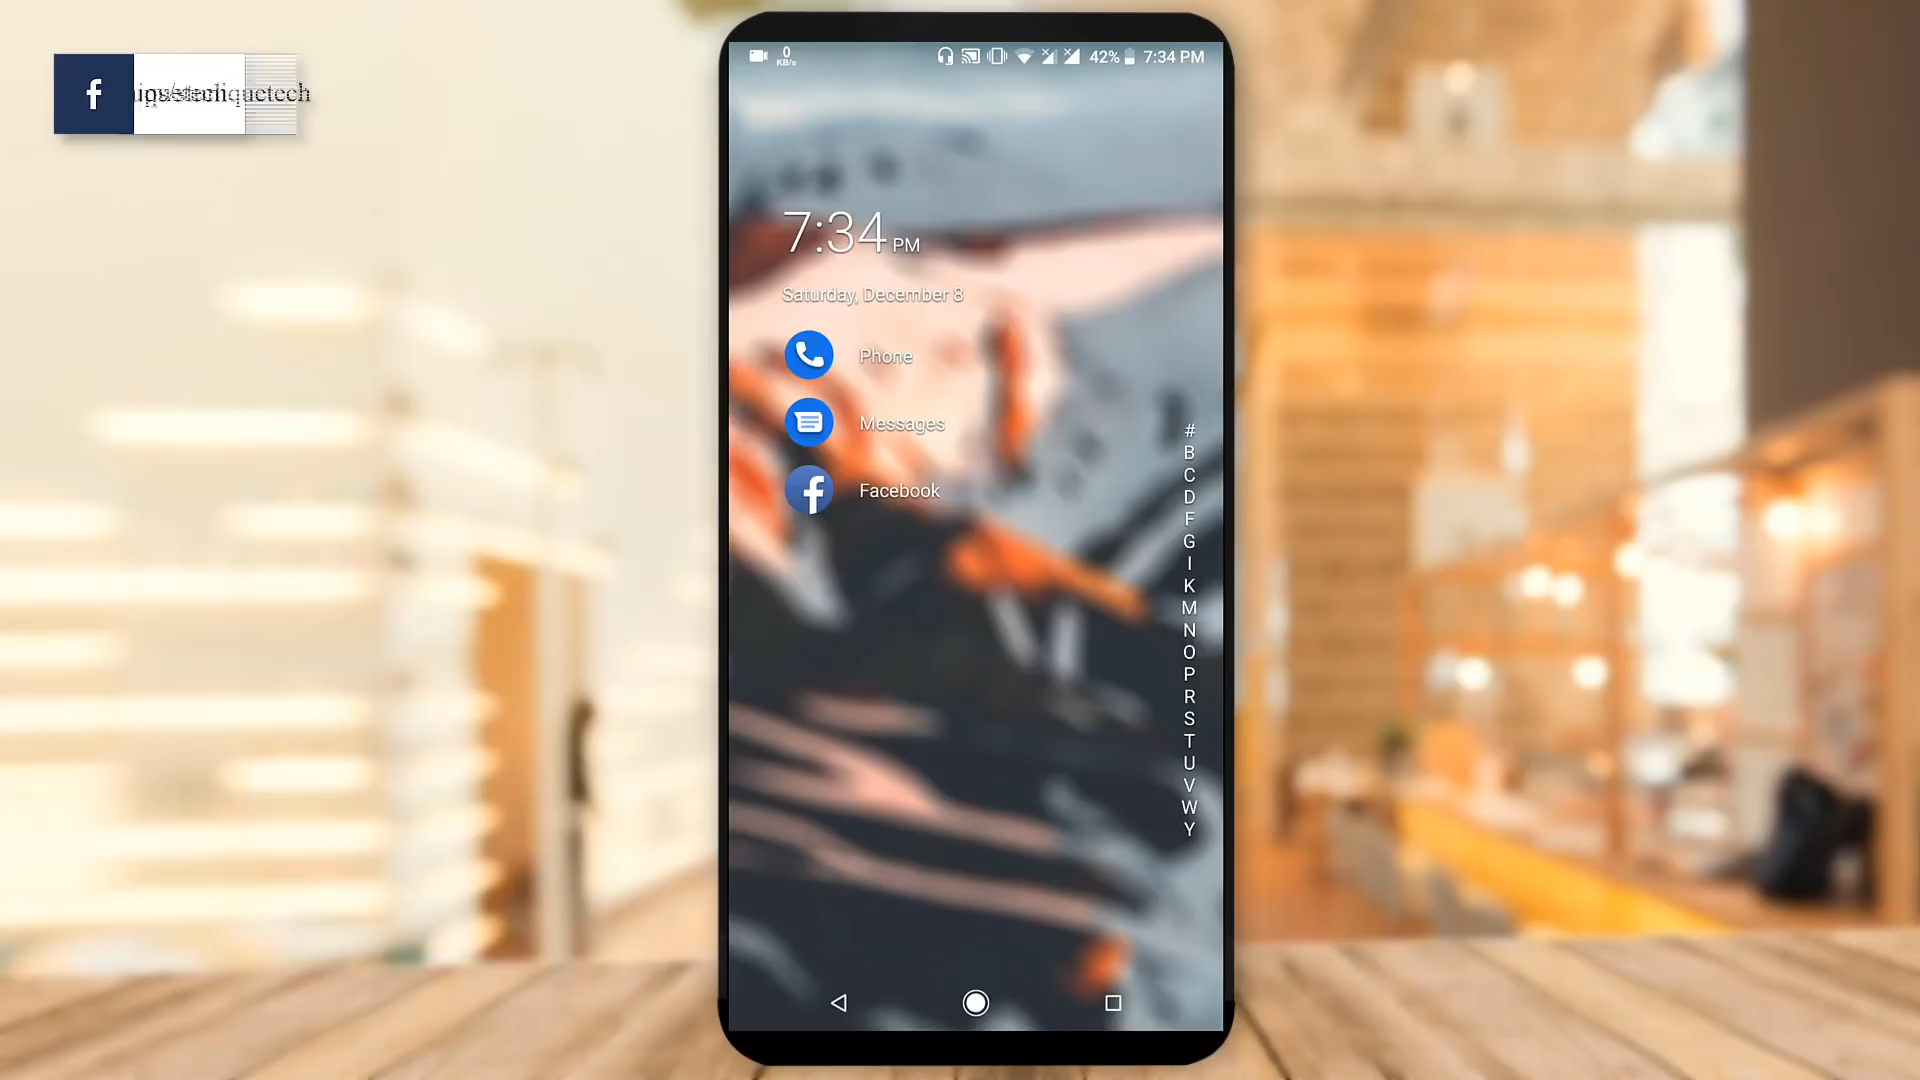 0
KB/s
42%
7:34 PM
7:34 PM
Saturday, December 8
Phone
Messages
Facebook
#
B
C
D
F
G
I
K
M
N
O
P
R
S
T
U
V
W
Y